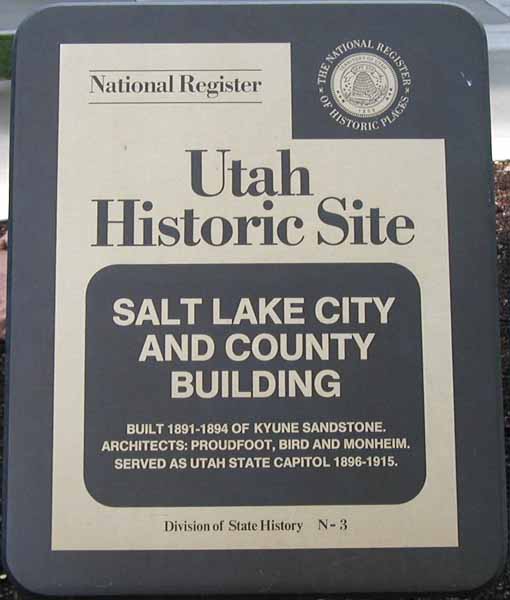 National Register
THE NATIONAL REGISTER
OF HISTORIC PLACES
Utah
Historic Site
SALT LAKE CITY
AND COUNTY
BUILDING
BUILT 1891-1894 OF KYUNE SANDSTONE.
ARCHITECTS: PROUDFOOT, BIRD AND MONHEIM.
SERVED AS UTAH STATE CAPITOL 1896-1915.
Division of State History N-3